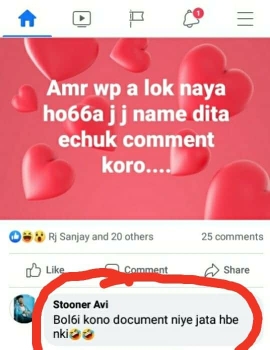 1
Amr wp a lok naya
ho66a j j name dita
echuk comment
koro....
Rj Sanjay and 20 others
25 comments
Like
Comment
Share
Stooner Avi
Bol6i kono document niye jata hbe
nki🤣🤣